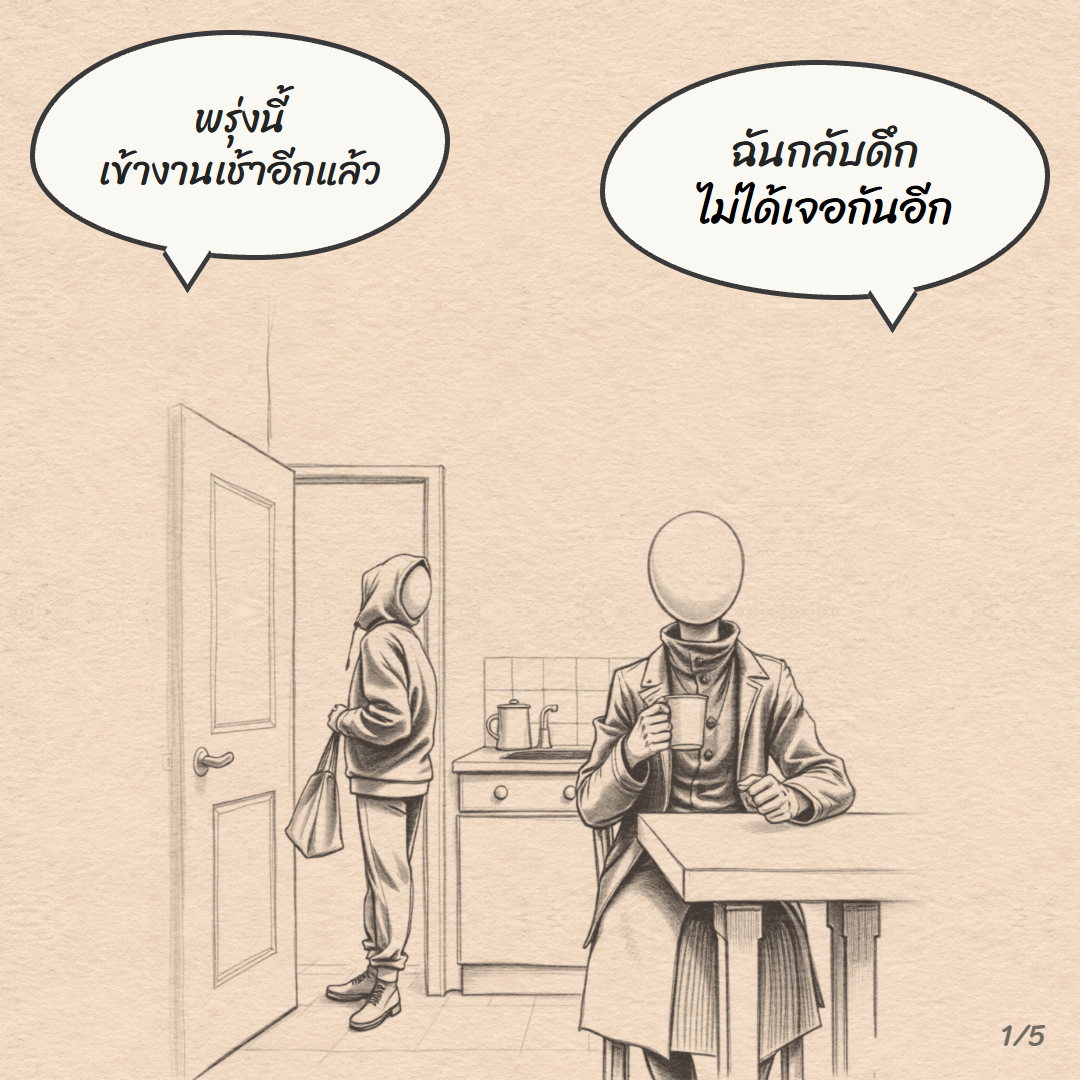 พรุ่งนี้
เข้างานเช้าอีกแล้ว
ฉันกลับดึก
ไม่ได้เจอกันอีก
1/5